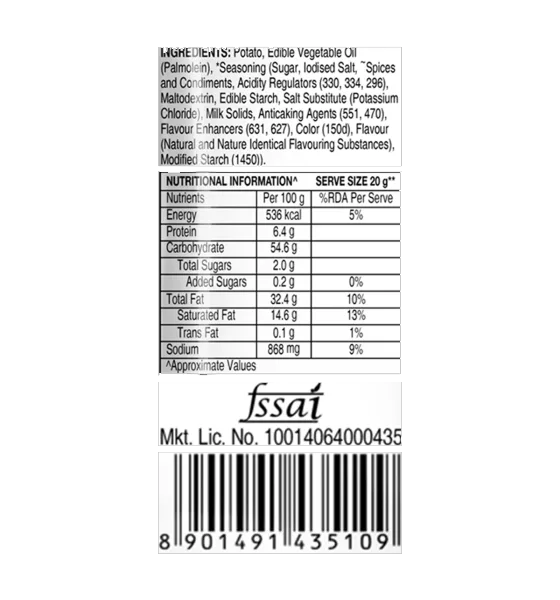 INGREDIENTS: Potato, Edible Vegetable Oil
(Palmolein), *Seasoning (Sugar, Iodised Salt, ~Spices
and Condiments, Acidity Regulators (330, 334, 296),
Maltodextrin, Edible Starch, Salt Substitute (Potassium
Chloride), Milk Solids, Anticaking Agents (551, 470),
Flavour Enhancers (631, 627), Color (150d), Flavour
(Natural and Nature Identical Flavouring Substances),
Modified Starch (1450)).
NUTRITIONAL INFORMATION^ SERVE SIZE 20 g**
Nutrients Per 100 g %RDA Per Serve
Energy 536 kcal 5%
Protein 6.4 g
Carbohydrate 54.6 g
Total Sugars 2.0 g
Added Sugars 0.2 g 0%
Total Fat 32.4 g 10%
Saturated Fat 14.6 g 13%
Trans Fat 0.1 g 1%
Sodium 868 mg 9%
^Approximate Values
fssai
Mkt. Lic. No. 10014064000435
8 901491 435109